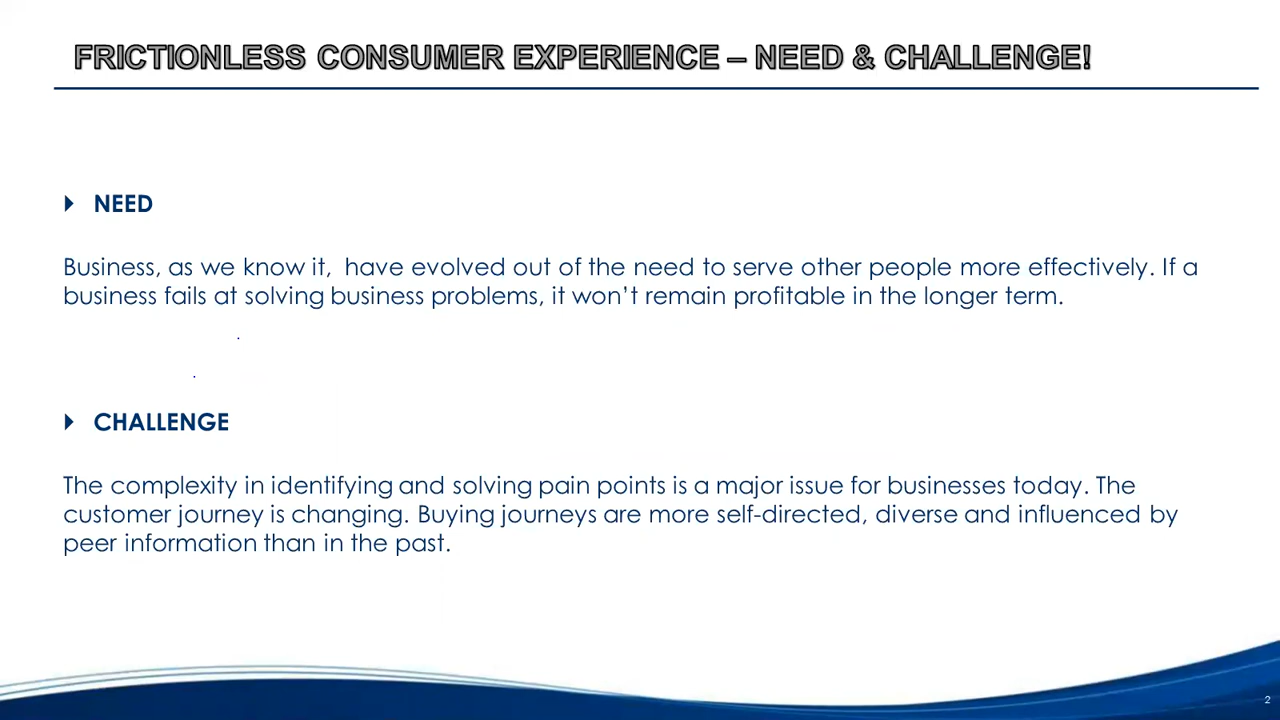 FRICTIONLESS CONSUMER EXPERIENCE – NEED & CHALLENGE!
NEED
Business, as we know it,  have evolved out of the need to serve other people more effectively. If a
business fails at solving business problems, it won’t remain profitable in the longer term.
.
.
CHALLENGE
The complexity in identifying and solving pain points is a major issue for businesses today. The
customer journey is changing. Buying journeys are more self-directed, diverse and influenced by
peer information than in the past.
2